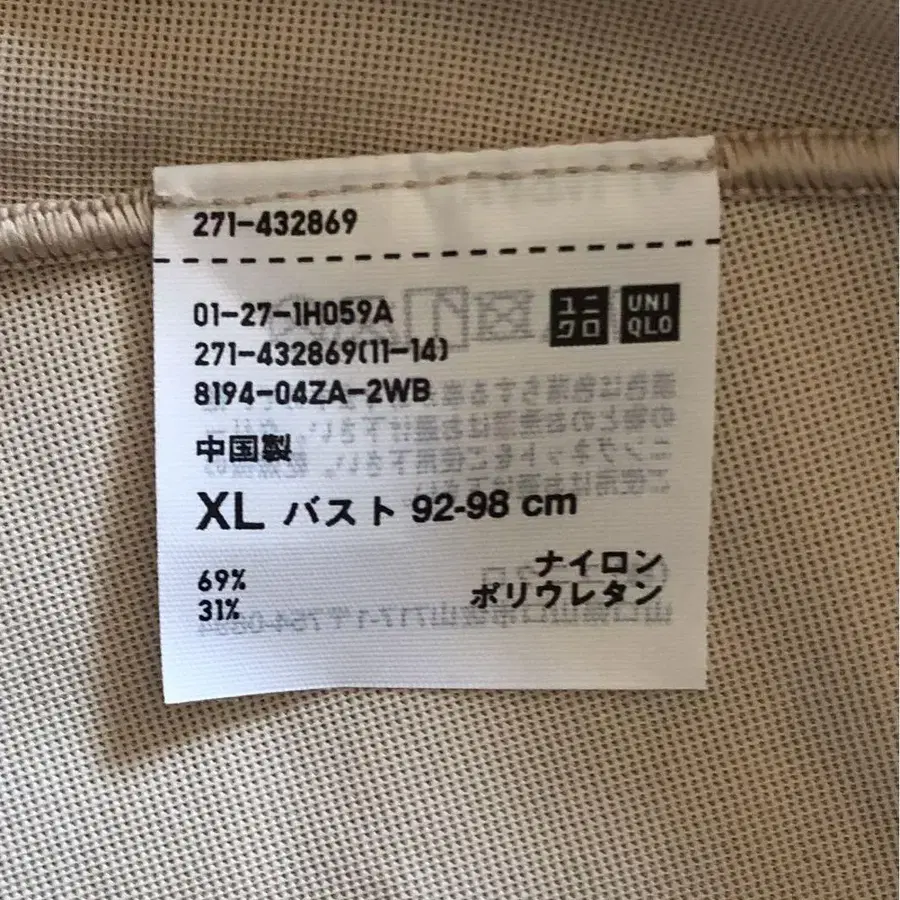 271-432869
01-27-1H059A
ユニクロ
UNIQLO
271-432869(11-14)
8194-04ZA-2WB
中国製
XL バスト 92-98 cm
69% ナイロン
31% ポリウレタン